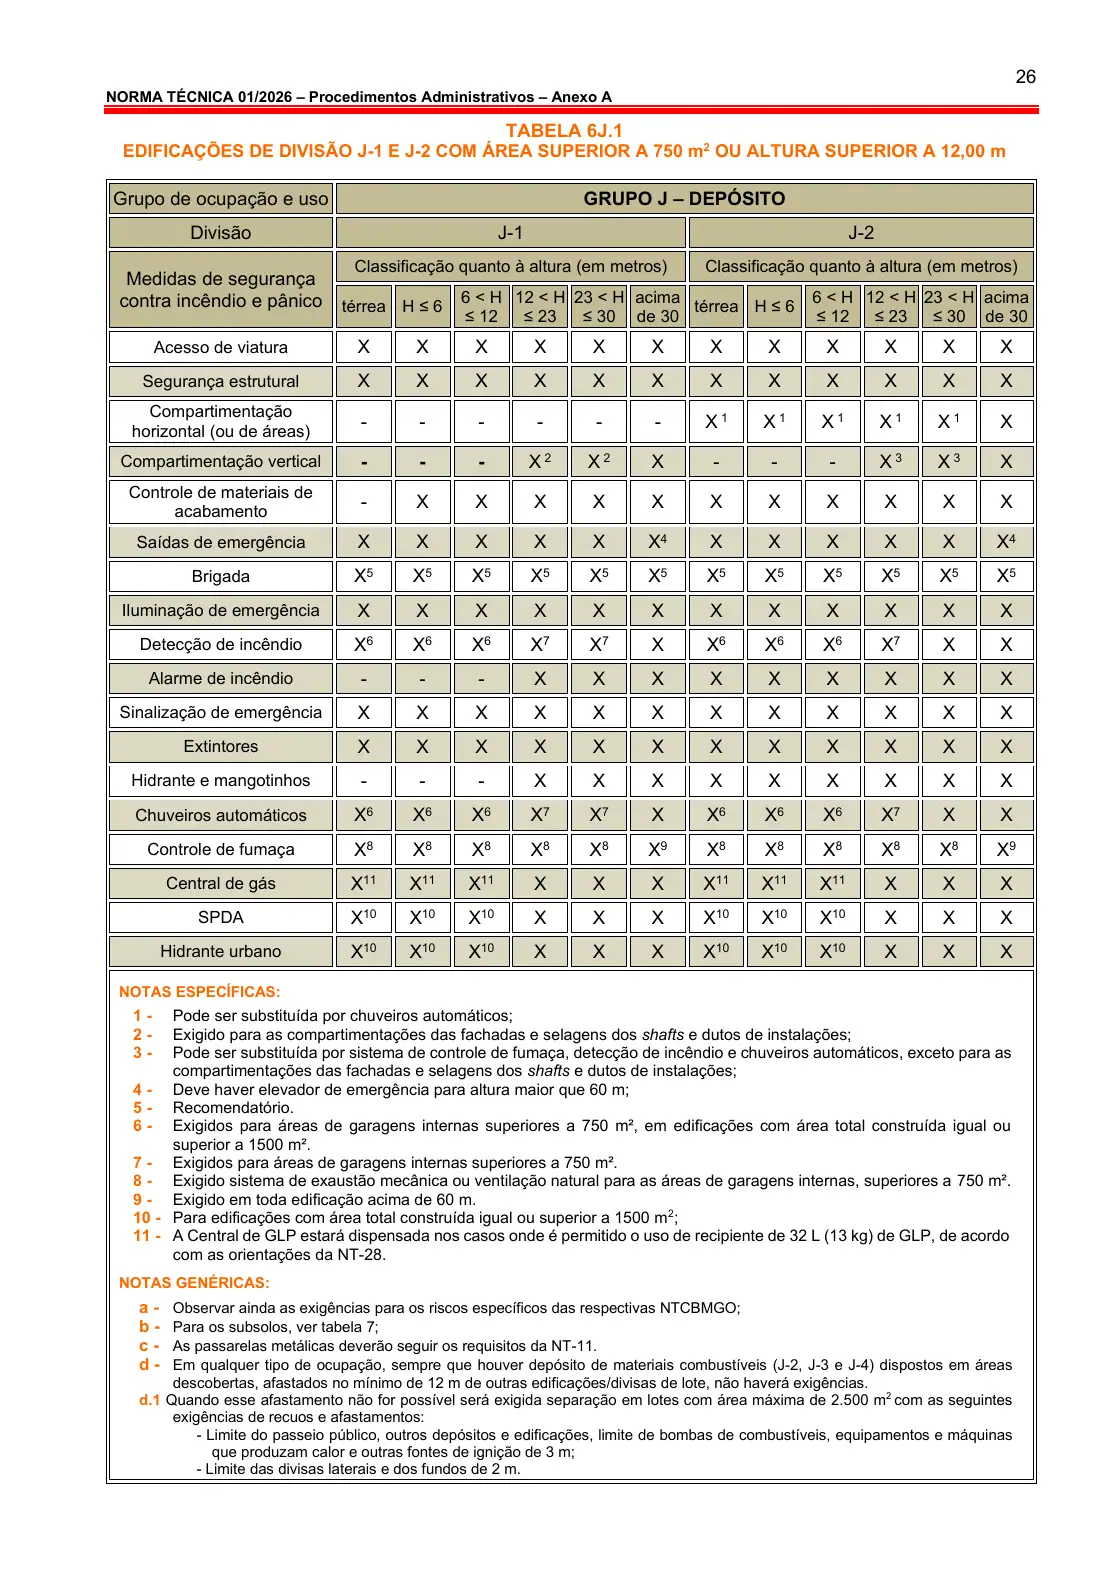 26
NORMA TÉCNICA 01/2026 – Procedimentos Administrativos – Anexo A
TABELA 6J.1
EDIFICAÇÕES DE DIVISÃO J-1 E J-2 COM ÁREA SUPERIOR A 750 m² OU ALTURA SUPERIOR A 12,00 m
Grupo de ocupação e uso GRUPO J – DEPÓSITO
Divisão J-1 J-2
Medidas de segurança contra incêndio e pânico Classificação quanto à altura (em metros) Classificação quanto à altura (em metros)
térrea H ≤ 6 6 < H ≤ 12 12 < H ≤ 23 23 < H ≤ 30 acima de 30 térrea H ≤ 6 6 < H ≤ 12 12 < H ≤ 23 23 < H ≤ 30 acima de 30
Acesso de viatura X X X X X X X X X X X X
Segurança estrutural X X X X X X X X X X X X
Compartimentação horizontal (ou de áreas) - - - - - - X ¹ X ¹ X ¹ X ¹ X ¹ X
Compartimentação vertical - - - X ² X ² X - - - X ³ X ³ X
Controle de materiais de acabamento - X X X X X X X X X X X
Saídas de emergência X X X X X X⁴ X X X X X X⁴
Brigada X⁵ X⁵ X⁵ X⁵ X⁵ X⁵ X⁵ X⁵ X⁵ X⁵ X⁵ X⁵
Iluminação de emergência X X X X X X X X X X X X
Detecção de incêndio X⁶ X⁶ X⁶ X⁷ X⁷ X X⁶ X⁶ X⁶ X⁷ X X
Alarme de incêndio - - - X X X X X X X X X
Sinalização de emergência X X X X X X X X X X X X
Extintores X X X X X X X X X X X X
Hidrante e mangotinhos - - - X X X X X X X X X
Chuveiros automáticos X⁶ X⁶ X⁶ X⁷ X⁷ X X⁶ X⁶ X⁶ X⁷ X X
Controle de fumaça X⁸ X⁸ X⁸ X⁸ X⁸ X⁹ X⁸ X⁸ X⁸ X⁸ X⁸ X⁹
Central de gás X¹¹ X¹¹ X¹¹ X X X X¹¹ X¹¹ X¹¹ X X X
SPDA X¹⁰ X¹⁰ X¹⁰ X X X X¹⁰ X¹⁰ X¹⁰ X X X
Hidrante urbano X¹⁰ X¹⁰ X¹⁰ X X X X¹⁰ X¹⁰ X¹⁰ X X X
NOTAS ESPECÍFICAS:
1 - Pode ser substituída por chuveiros automáticos;
2 - Exigido para as compartimentações das fachadas e selagens dos shafts e dutos de instalações;
3 - Pode ser substituída por sistema de controle de fumaça, detecção de incêndio e chuveiros automáticos, exceto para as
compartimentações das fachadas e selagens dos shafts e dutos de instalações;
4 - Deve haver elevador de emergência para altura maior que 60 m;
5 - Recomendatório.
6 - Exigidos para áreas de garagens internas superiores a 750 m², em edificações com área total construída igual ou
superior a 1500 m².
7 - Exigidos para áreas de garagens internas superiores a 750 m².
8 - Exigido sistema de exaustão mecânica ou ventilação natural para as áreas de garagens internas, superiores a 750 m².
9 - Exigido em toda edificação acima de 60 m.
10 - Para edificações com área total construída igual ou superior a 1500 m²;
11 - A Central de GLP estará dispensada nos casos onde é permitido o uso de recipiente de 32 L (13 kg) de GLP, de acordo
com as orientações da NT-28.
NOTAS GENÉRICAS:
a - Observar ainda as exigências para os riscos específicos das respectivas NTCBMGO;
b - Para os subsolos, ver tabela 7;
c - As passarelas metálicas deverão seguir os requisitos da NT-11.
d - Em qualquer tipo de ocupação, sempre que houver depósito de materiais combustíveis (J-2, J-3 e J-4) dispostos em áreas
descobertas, afastados no mínimo de 12 m de outras edificações/divisas de lote, não haverá exigências.
d.1 Quando esse afastamento não for possível será exigida separação em lotes com área máxima de 2.500 m² com as seguintes
exigências de recuos e afastamentos:
- Limite do passeio público, outros depósitos e edificações, limite de bombas de combustíveis, equipamentos e máquinas
que produzam calor e outras fontes de ignição de 3 m;
- Limite das divisas laterais e dos fundos de 2 m.